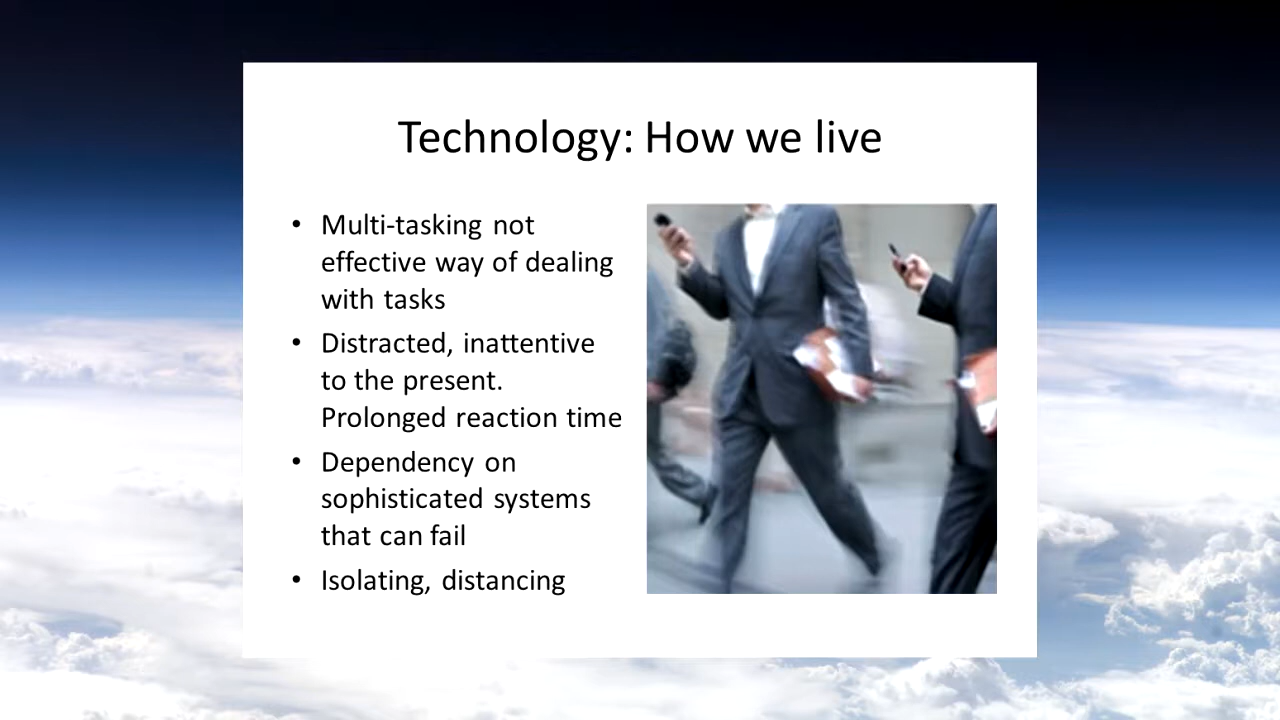 Technology: How we live
• Multi-tasking not
effective way of dealing
with tasks
• Distracted, inattentive
to the present.
Prolonged reaction time
• Dependency on
sophisticated systems
that can fail
• Isolating, distancing